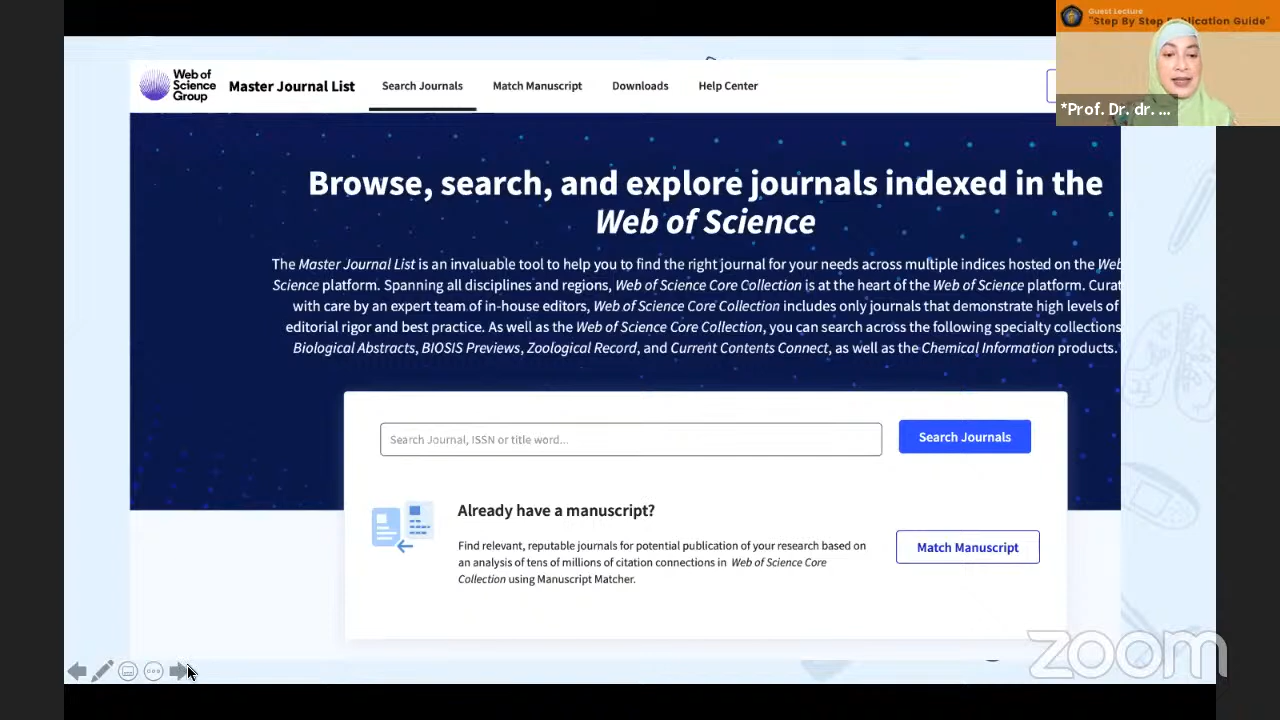 Guest Lecture
"Step By Step Publication Guide"
*Prof. Dr. dr. ...
Web of
Science
Group
Master Journal List
Search Journals
Match Manuscript
Downloads
Help Center
Browse, search, and explore journals indexed in the
Web of Science
The Master Journal List is an invaluable tool to help you to find the right journal for your needs across multiple indices hosted on the Web
Science platform. Spanning all disciplines and regions, Web of Science Core Collection is at the heart of the Web of Science platform. Curat
with care by an expert team of in-house editors, Web of Science Core Collection includes only journals that demonstrate high levels of
editorial rigor and best practice. As well as the Web of Science Core Collection, you can search across the following specialty collections
Biological Abstracts, BIOSIS Previews, Zoological Record, and Current Contents Connect, as well as the Chemical Information products.
Search Journal, ISSN or title word...
Search Journals
Already have a manuscript?
Find relevant, reputable journals for potential publication of your research based on
an analysis of tens of millions of citation connections in Web of Science Core
Collection using Manuscript Matcher.
Match Manuscript
zoom